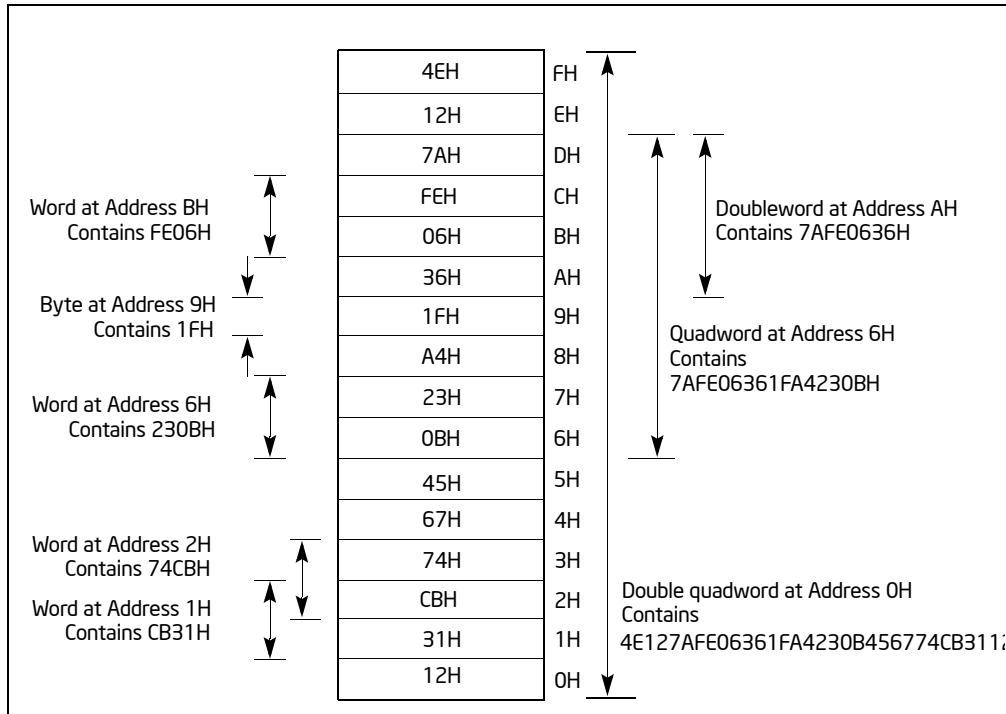 4EH FH
12H EH
7AH DH
FEH CH
Word at Address BH
Contains FE06H
06H BH
Doubleword at Address AH
Contains 7AFE0636H
36H AH
Byte at Address 9H
Contains 1FH
1FH 9H
A4H 8H
Quadword at Address 6H
Contains
7AFE06361FA4230BH
23H 7H
Word at Address 6H
Contains 230BH
0BH 6H
45H 5H
67H 4H
Word at Address 2H
Contains 74CBH
74H 3H
CBH 2H
Word at Address 1H
Contains CB31H
31H 1H
12H 0H
Double quadword at Address 0H
Contains
4E127AFE06361FA4230B456774CB3112